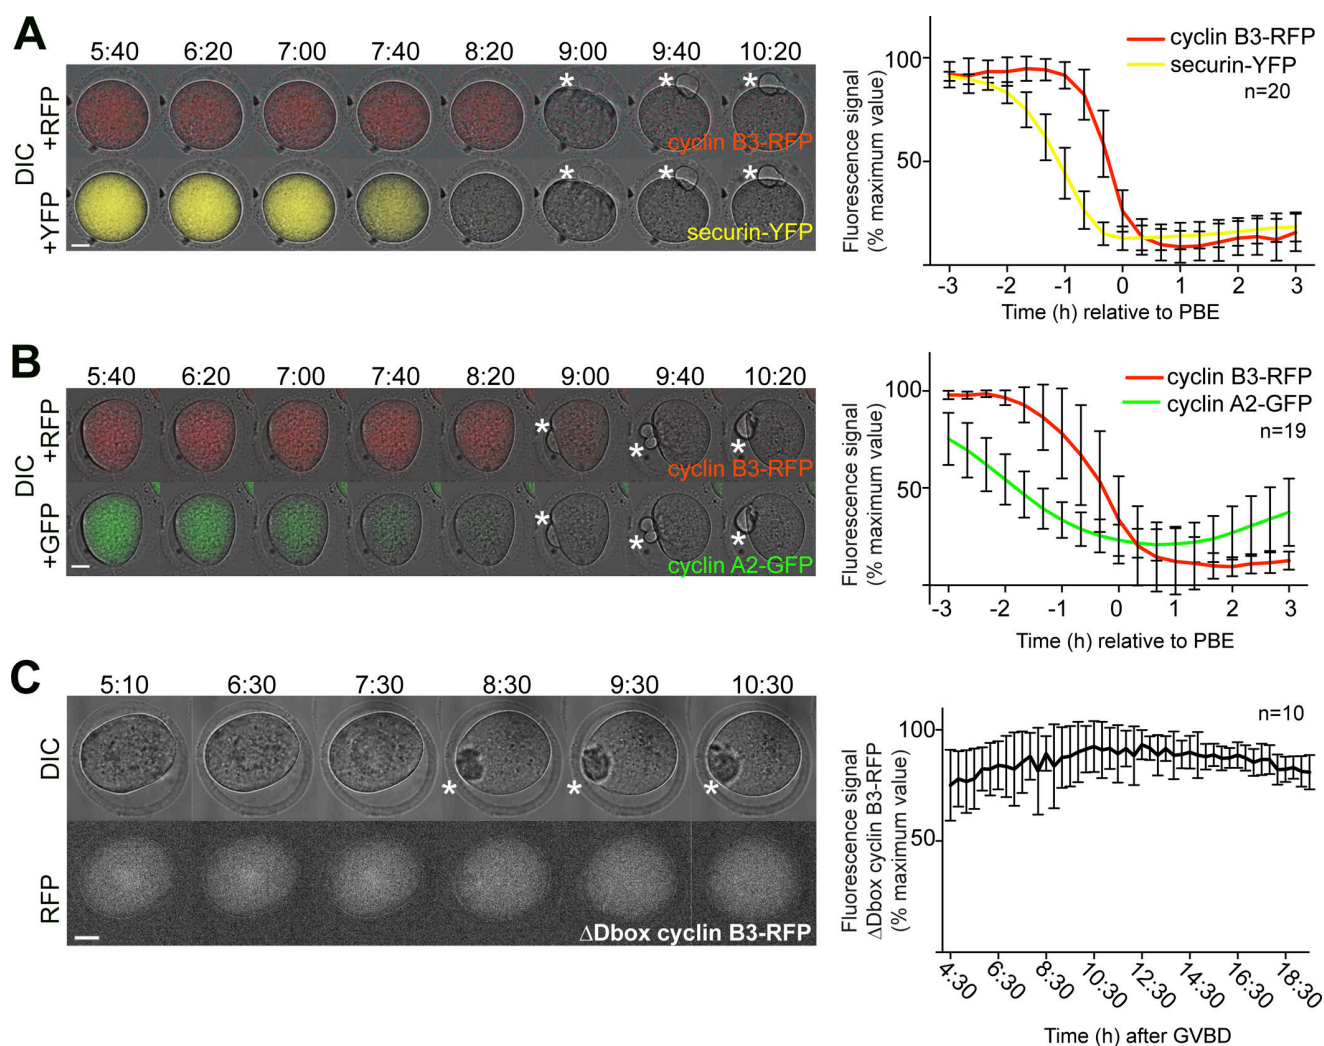 A
5:40 6:20 7:00 7:40 8:20 9:00 9:40 10:20
DIC
+RFP
* * *
cyclin B3-RFP
+YFP
* * *
securin-YFP
Fluorescence signal
(% maximum value)
100
50
cyclin B3-RFP
securin-YFP
n=20
-3 -2 -1 0 1 2 3
Time (h) relative to PBE
B
5:40 6:20 7:00 7:40 8:20 9:00 9:40 10:20
DIC
+RFP
* * *
cyclin B3-RFP
+GFP
* * *
cyclin A2-GFP
Fluorescence signal
(% maximum value)
100
50
cyclin B3-RFP
cyclin A2-GFP
n=19
-3 -2 -1 0 1 2 3
Time (h) relative to PBE
C
5:10 6:30 7:30 8:30 9:30 10:30
DIC
* * *
RFP
ΔDbox cyclin B3-RFP
Fluorescence signal
ΔDbox cyclin B3-RFP
(% maximum value)
100
50
n=10
4:30 6:30 8:30 10:30 12:30 14:30 16:30 18:30
Time (h) after GVBD